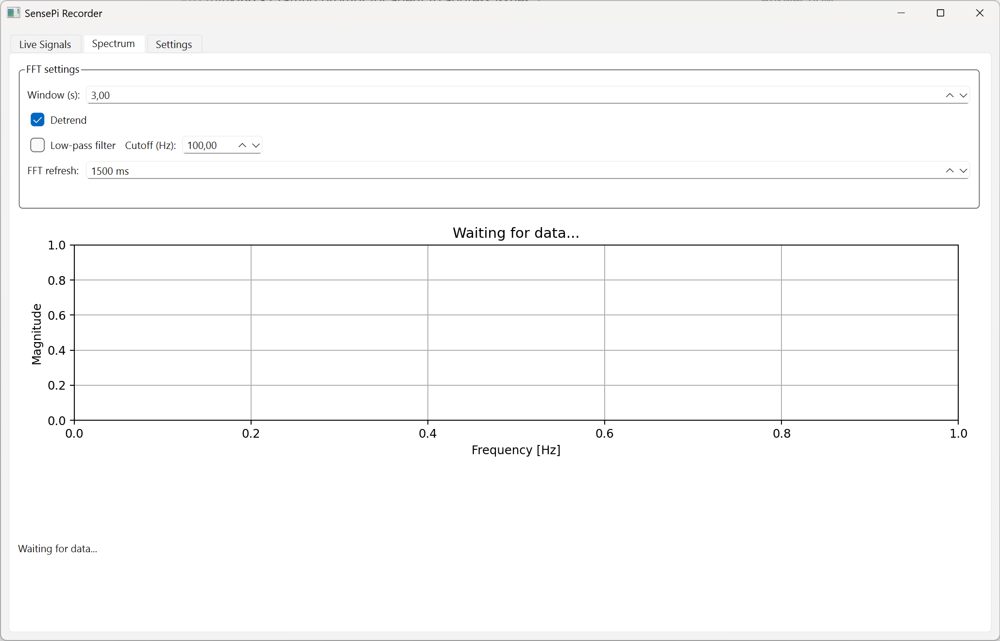 SensePi Recorder
Live Signals Spectrum Settings
FFT settings
Window (s): 3,00
Detrend
Low-pass filter Cutoff (Hz): 100,00
FFT refresh: 1500 ms
Waiting for data...
1.0
0.8
0.6
0.4
0.2
0.0
Magnitude
0.0 0.2 0.4 0.6 0.8 1.0
Frequency [Hz]
Waiting for data...